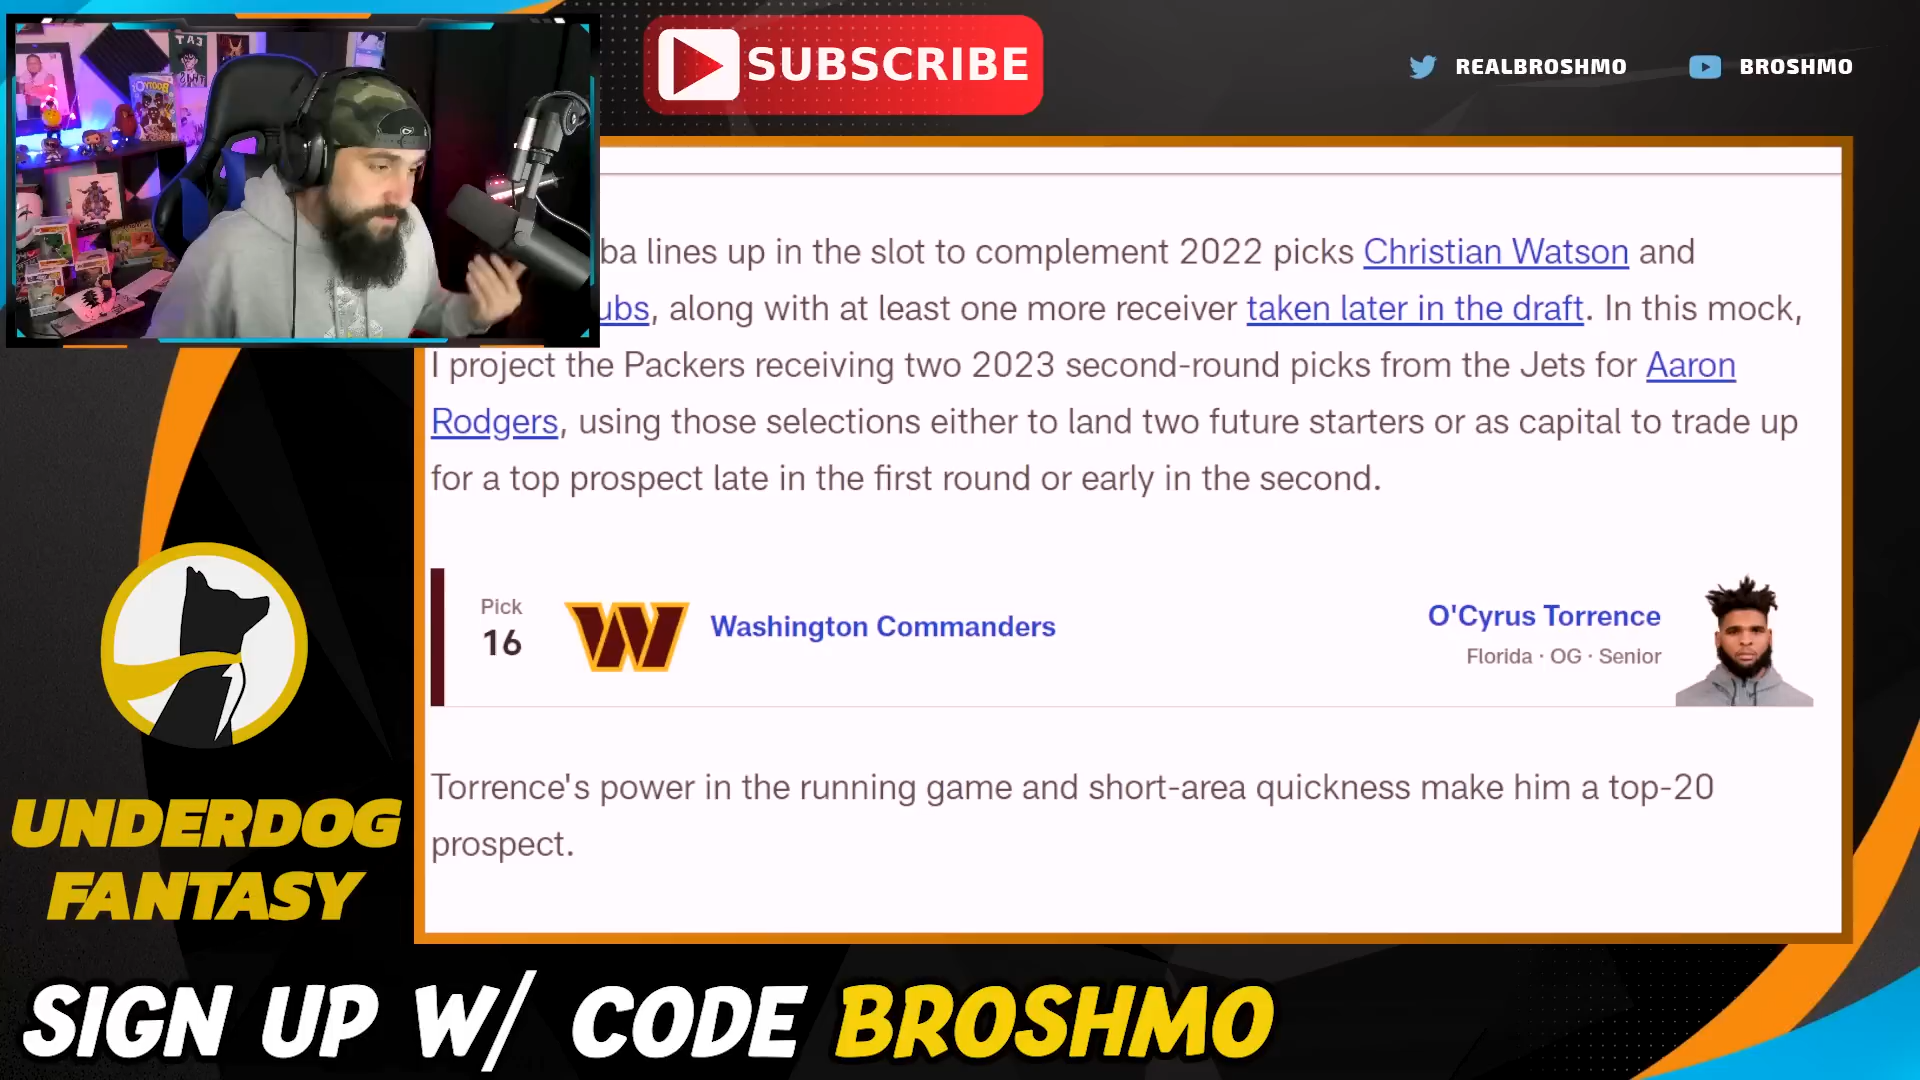 SUBSCRIBE
REALBROSHMO
BROSHMO
ba lines up in the slot to complement 2022 picks Christian Watson and
ubs, along with at least one more receiver taken later in the draft. In this mock,
I project the Packers receiving two 2023 second-round picks from the Jets for Aaron
Rodgers, using those selections either to land two future starters or as capital to trade up
for a top prospect late in the first round or early in the second.
Pick
16
W
Washington Commanders
O'Cyrus Torrence
Florida · OG · Senior
Torrence's power in the running game and short-area quickness make him a top-20
prospect.
UNDERDOG
FANTASY
SIGN UP W/ CODE BROSHMO